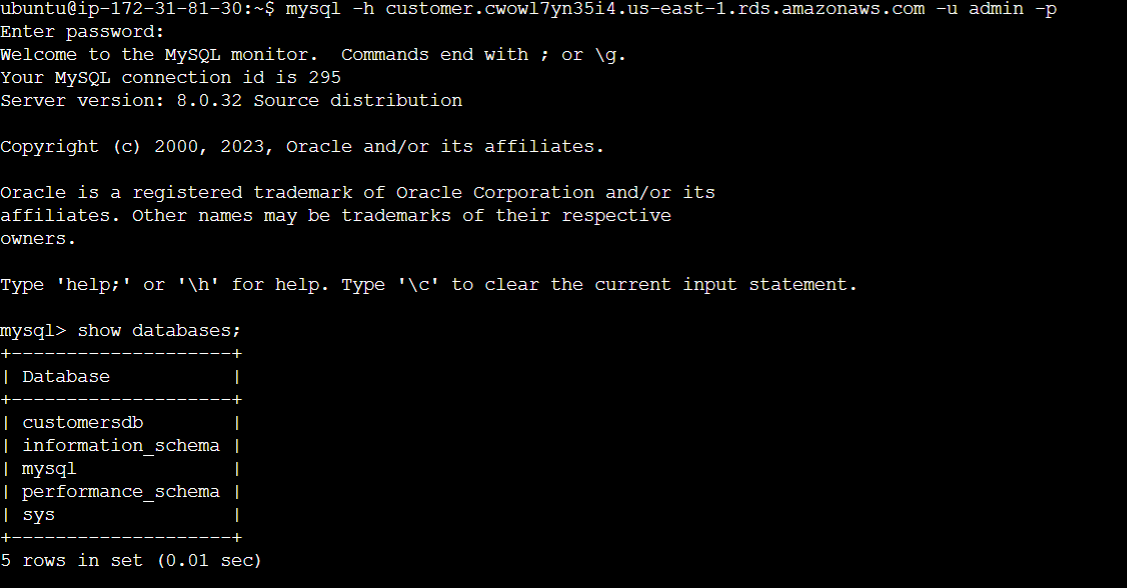 ubuntu@ip-172-31-81-30:~$ mysql -h customer.cwowl7yn35i4.us-east-1.rds.amazonaws.com -u admin -p
Enter password:
Welcome to the MySQL monitor.  Commands end with ; or \g.
Your MySQL connection id is 295
Server version: 8.0.32 Source distribution
Copyright (c) 2000, 2023, Oracle and/or its affiliates.
Oracle is a registered trademark of Oracle Corporation and/or its
affiliates. Other names may be trademarks of their respective
owners.
Type 'help;' or '\h' for help. Type '\c' to clear the current input statement.
mysql> show databases;
+--------------------+
| Database           |
+--------------------+
| customersdb        |
| information_schema |
| mysql              |
| performance_schema |
| sys                |
+--------------------+
5 rows in set (0.01 sec)